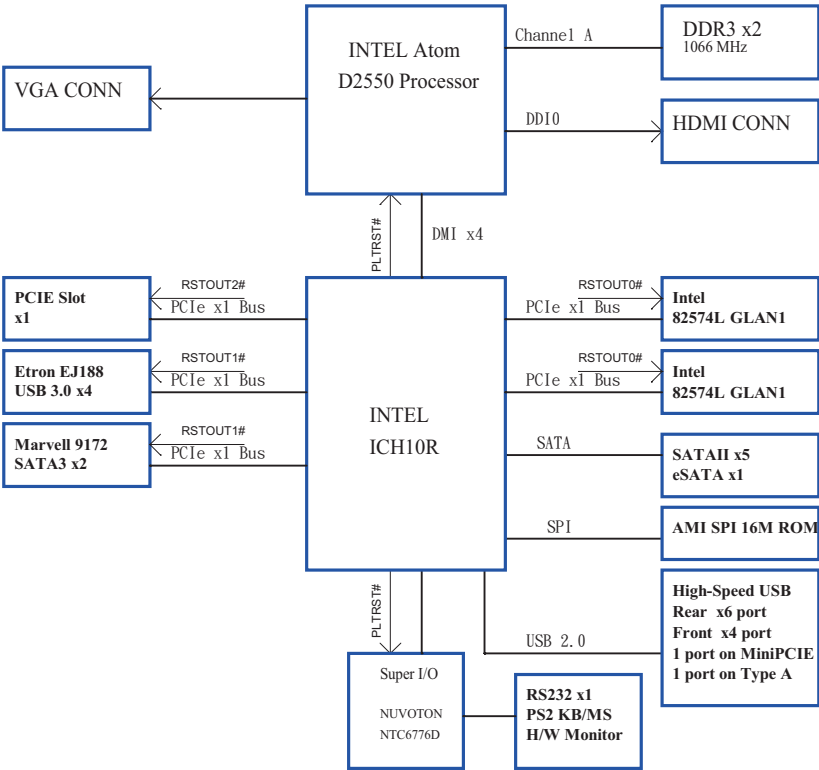 INTEL Atom
D2550 Processor
Channel A
DDR3 x2
1066 MHz
VGA CONN
DDI0
HDMI CONN
PLTRST#
DMI x4
PCIE Slot
x1
RSTOUT2#
PCIe x1 Bus
RSTOUT0#
PCIe x1 Bus
Intel
82574L GLAN1
Etron EJ188
USB 3.0 x4
RSTOUT1#
PCIe x1 Bus
RSTOUT0#
PCIe x1 Bus
Intel
82574L GLAN1
INTEL
ICH10R
Marvell 9172
SATA3 x2
RSTOUT1#
PCIe x1 Bus
SATA
SATAII x5
eSATA x1
SPI
AMI SPI 16M ROM
PLTRST#
USB 2.0
High-Speed USB
Rear x6 port
Front x4 port
1 port on MiniPCIE
1 port on Type A
Super I/O
NUVOTON
NTC6776D
RS232 x1
PS2 KB/MS
H/W Monitor